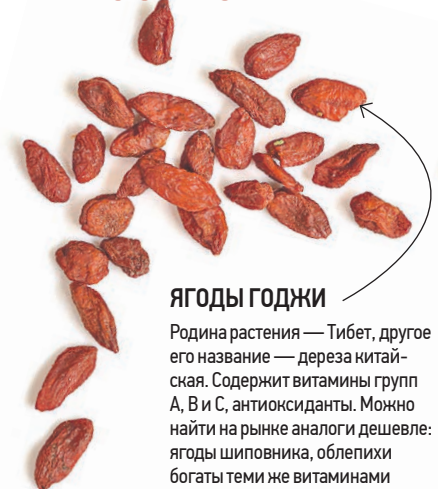 ЯГОДЫ ГОДЖИ
Родина растения — Тибет, другое
его название — дереза китай-
ская. Содержит витамины групп
А, В и С, антиоксиданты. Можно
найти на рынке аналоги дешевле:
ягоды шиповника, облепихи
богаты теми же витаминами